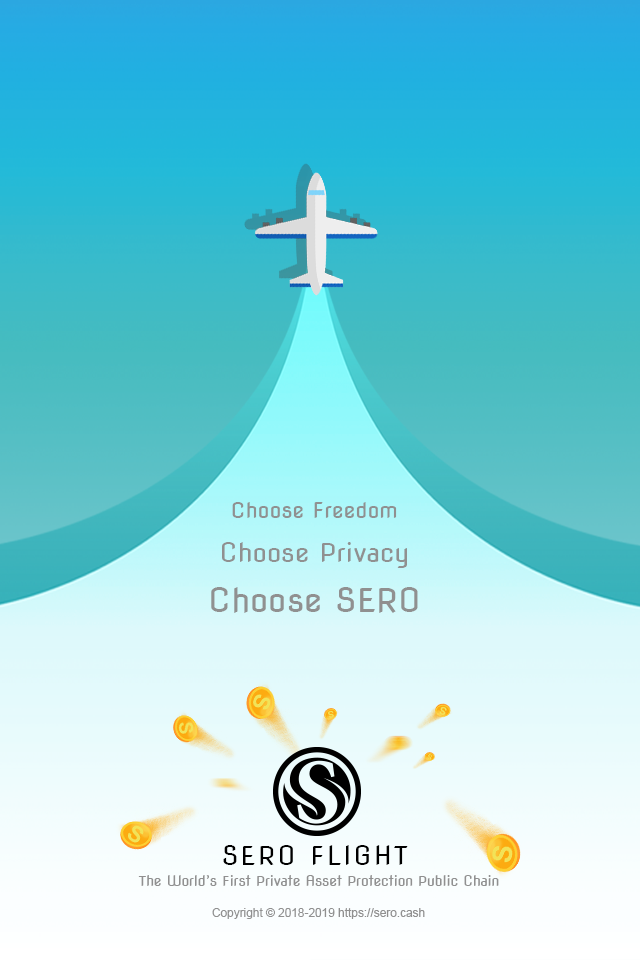 Choose Freedom
Choose Privacy
Choose SERO
SERO FLIGHT
The World's First Private Asset Protection Public Chain
Copyright © 2018-2019 https://sero.cash